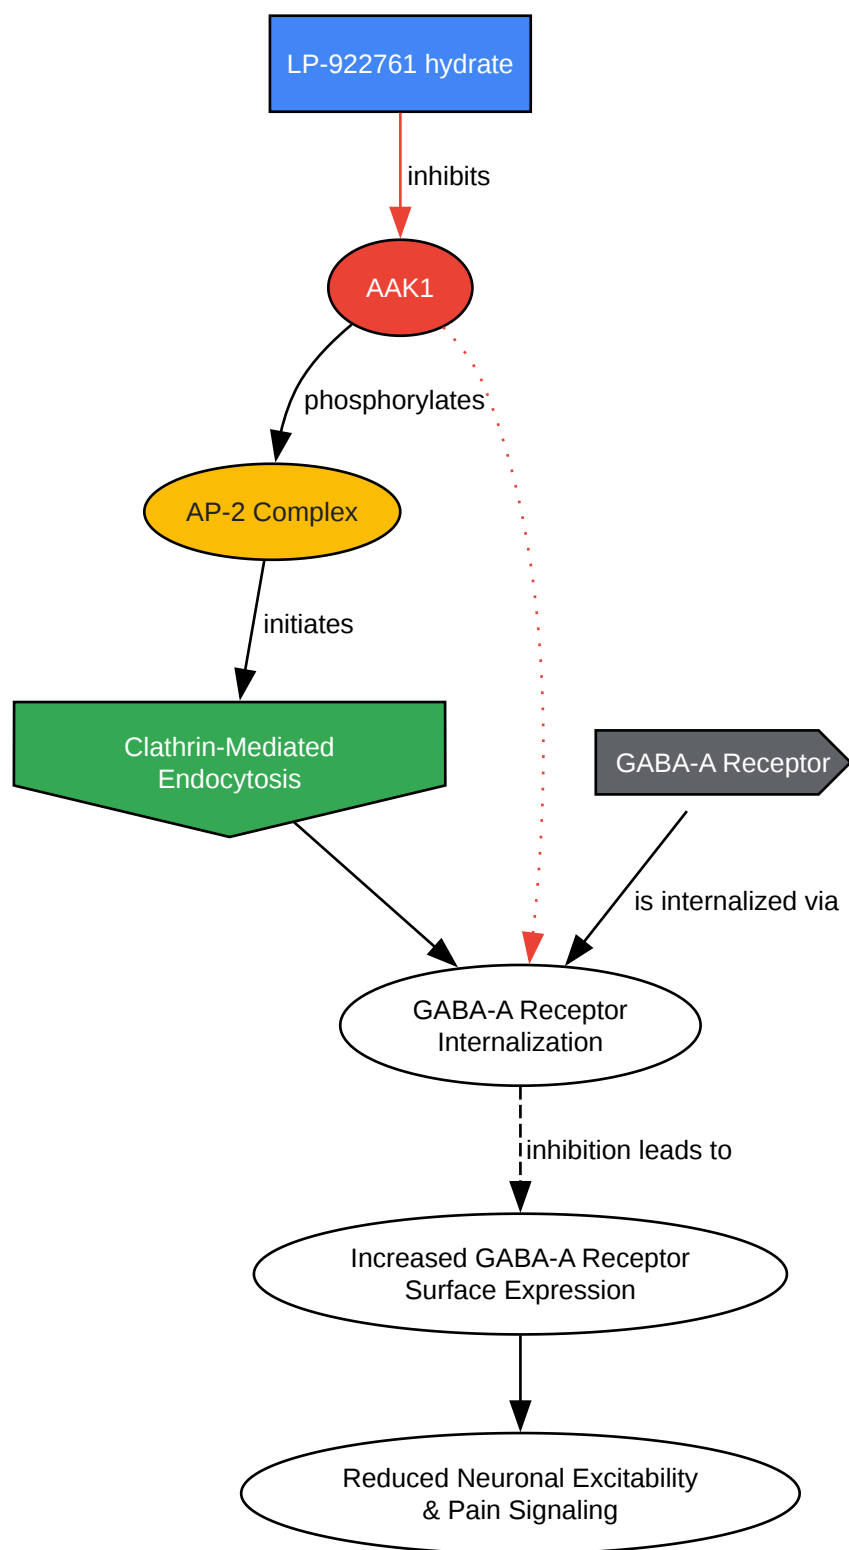 LP-922761 hydrate
inhibits
AAK1
phosphorylates
AP-2 Complex
initiates
Clathrin-Mediated
Endocytosis
GABA-A Receptor
is internalized via
GABA-A Receptor
Internalization
inhibition leads to
Increased GABA-A Receptor
Surface Expression
Reduced Neuronal Excitability
& Pain Signaling